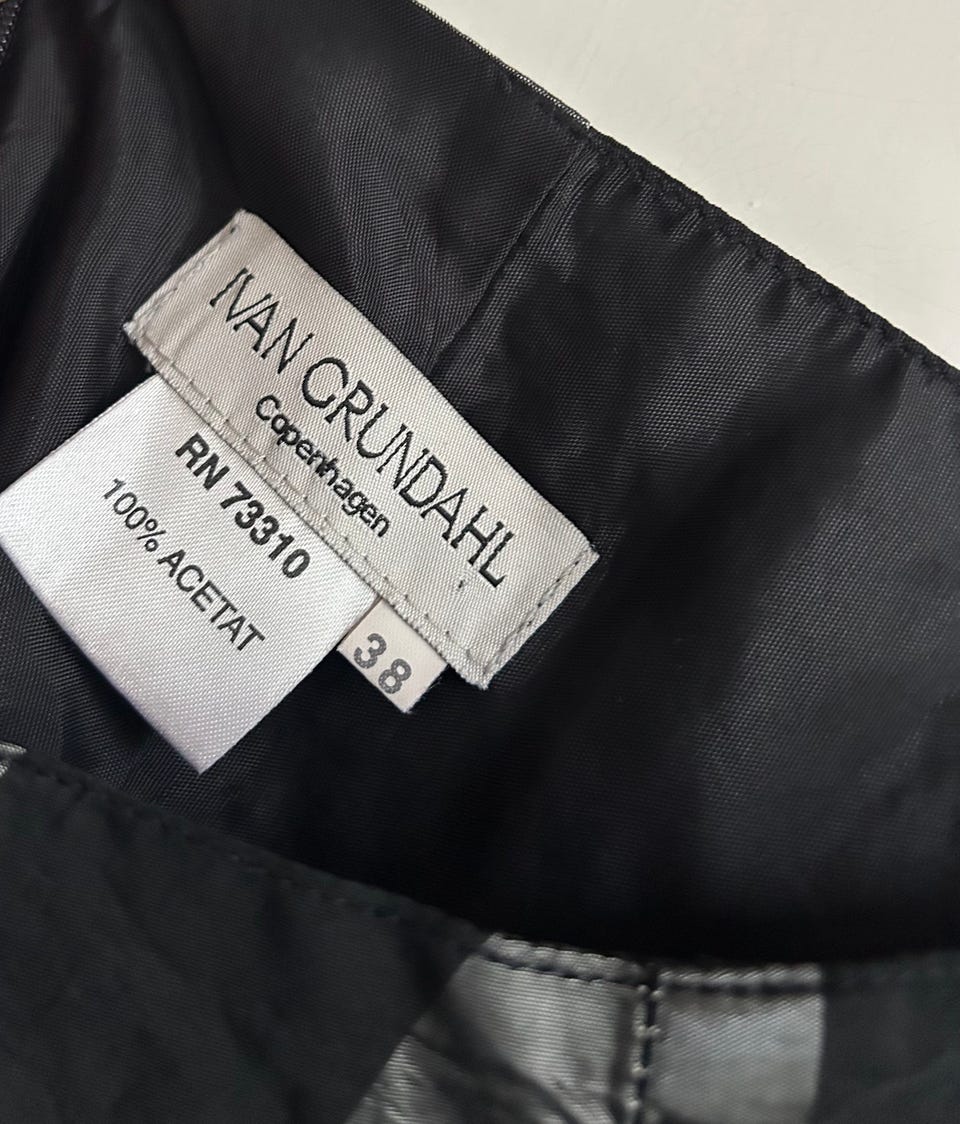 IVAN GRUNDAHL
Copenhagen
RN 73310
100% ACETAT
38